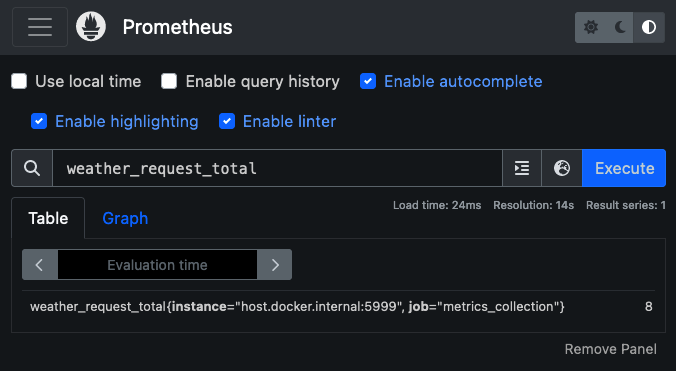 Prometheus
Use local time Enable query history Enable autocomplete
Enable highlighting Enable linter
weather_request_total Execute
Load time: 24ms Resolution: 14s Result series: 1
Table Graph
Evaluation time
weather_request_total{instance="host.docker.internal:5999", job="metrics_collection"} 8
Remove Panel